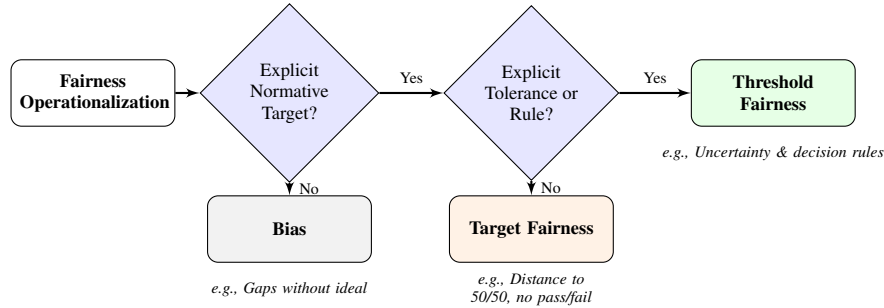 Fairness
Operationalization
Explicit
Normative
Target?
Yes
Explicit
Tolerance or
Rule?
Yes
Threshold
Fairness
e.g., Uncertainty & decision rules
No
Bias
e.g., Gaps without ideal
No
Target Fairness
e.g., Distance to
50/50, no pass/fail